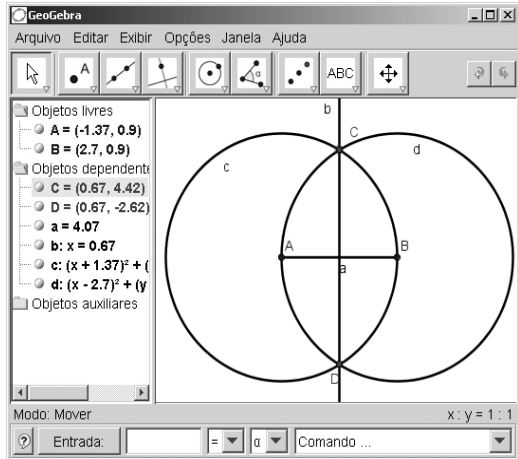 GeoGebra
Arquivo Editar Exibir Opções Janela Ajuda
A
α
ABC
Objetos livres
A = (-1.37, 0.9)
B = (2.7, 0.9)
Objetos dependente
C = (0.67, 4.42)
D = (0.67, -2.62)
a = 4.07
b: x = 0.67
c: (x + 1.37)² + (
d: (x - 2.7)² + (y
Objetos auxiliares
b
C
c
d
A
B
a
D
Modo: Mover
x : y = 1 : 1
Entrada:
=
α
Comando ...